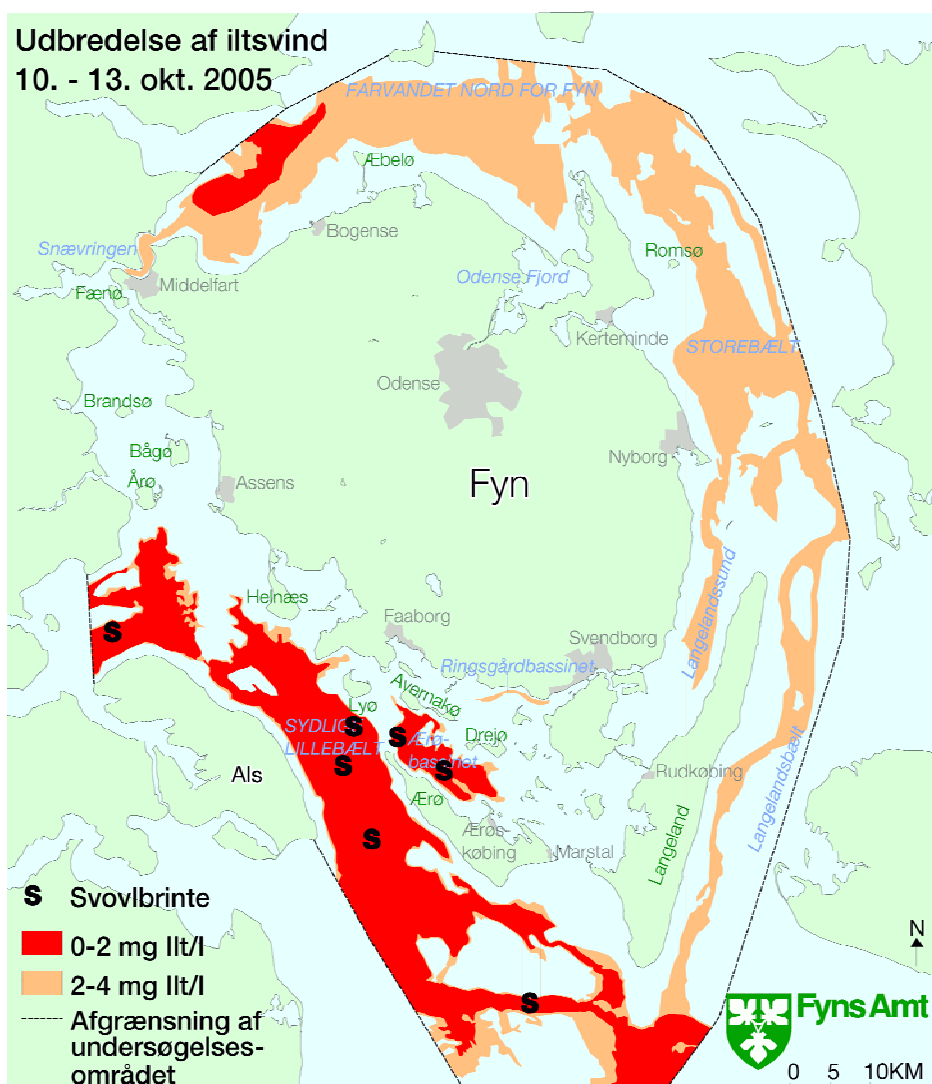 Udbredelse af iltsvind
10. - 13. okt. 2005
FARVANDET NORD FOR FYN
Æbelø
Bogense
Snævringen
Middelfart
Fænø
Romsø
Odense Fjord
Kerteminde
STOREBÆLT
Odense
Brandsø
Bågø
Årø
Assens
Nyborg
Fyn
Helnæs
Faaborg
Svendborg
Langelandssund
Ringsgårdbassinet
Avernakø
Lyø
S
SYDLIG
LILLEBÆLT
S
S
S
Ærø-
bassinet
S
Drejø
Als
Ærø
Rudkøbing
Langelandsbælt
S
Ærøs-
købing
Marstal
Langeland
S
S Svovlbrinte
0-2 mg Ilt/l
2-4 mg Ilt/l
Afgrænsning af
undersøgelses-
området
N
Fyns Amt
0 5 10KM